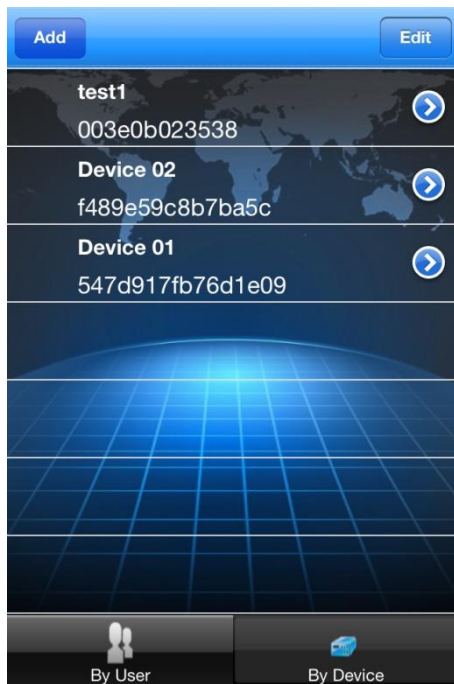 Add
Edit
test1
003e0b023538
Device 02
f489e59c8b7ba5c
Device 01
547d917fb76d1e09
By User
By Device